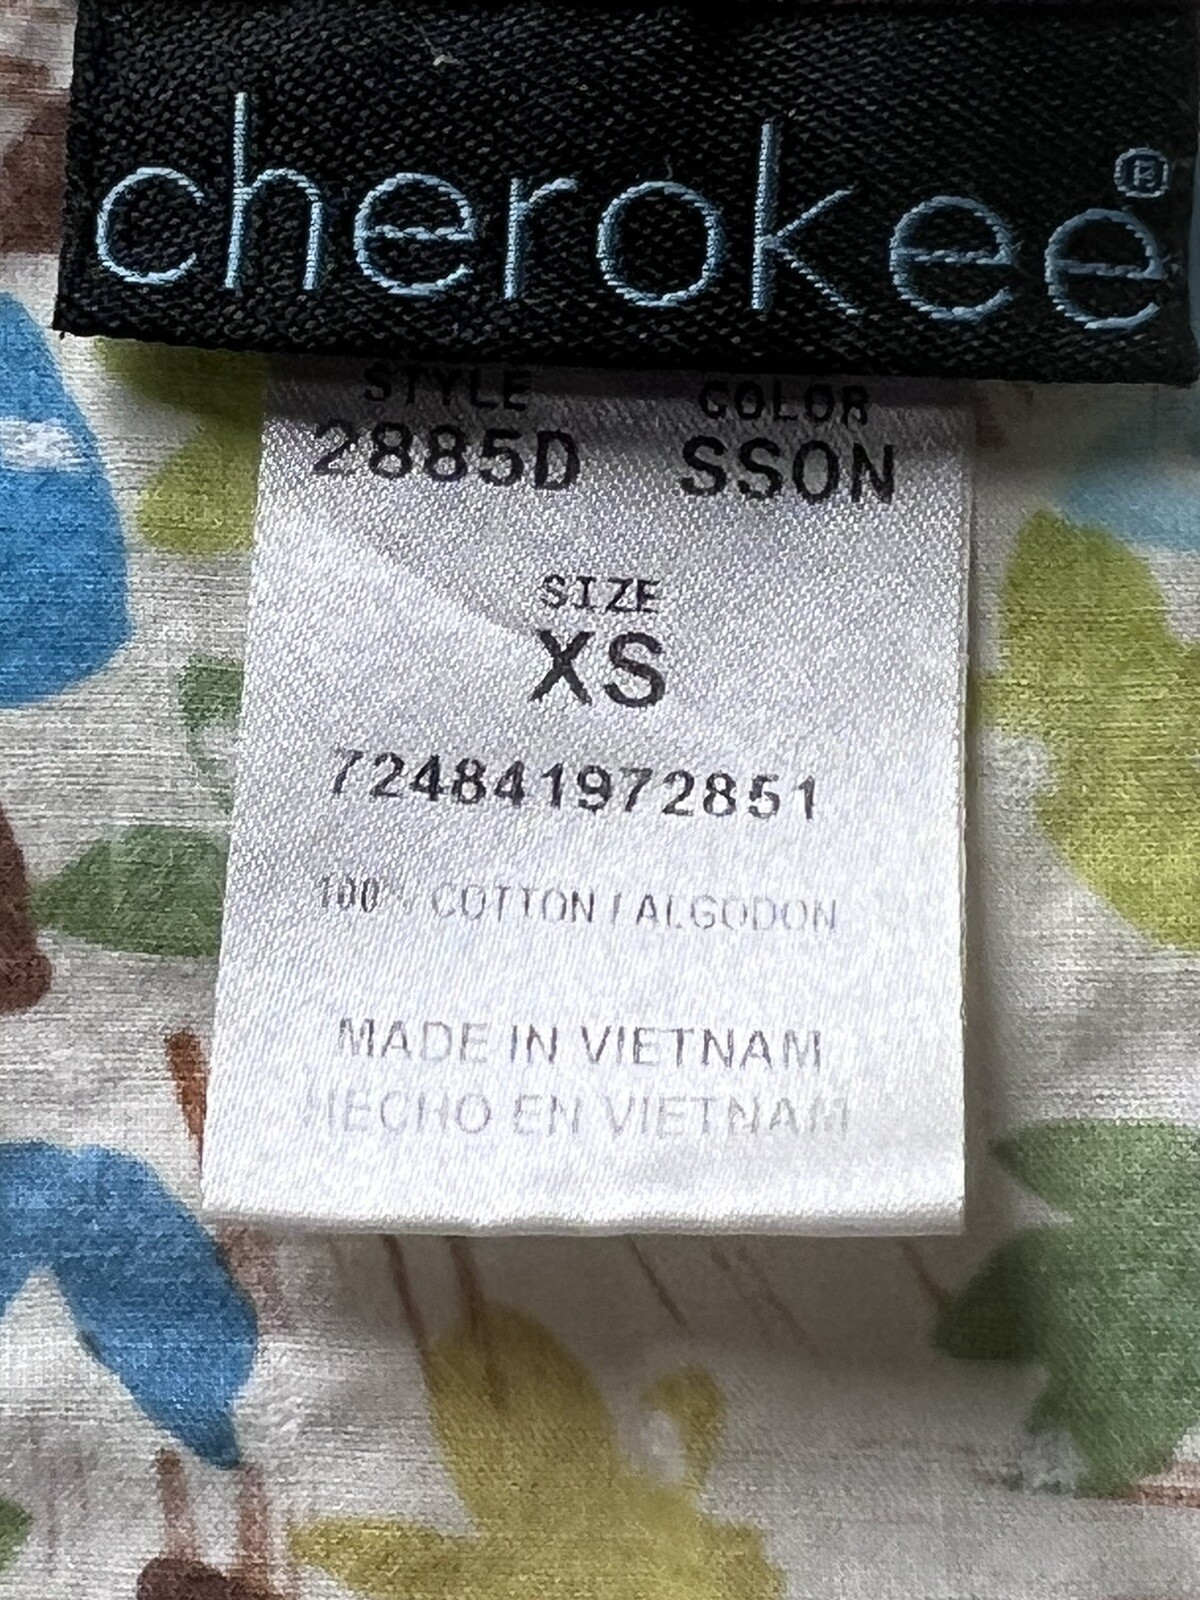 cherokee®
STYLE COLOR
2885D SSON
SIZE
XS
724841972851
100% COTTON / ALGODON
MADE IN VIETNAM
HECHO EN VIETNAM